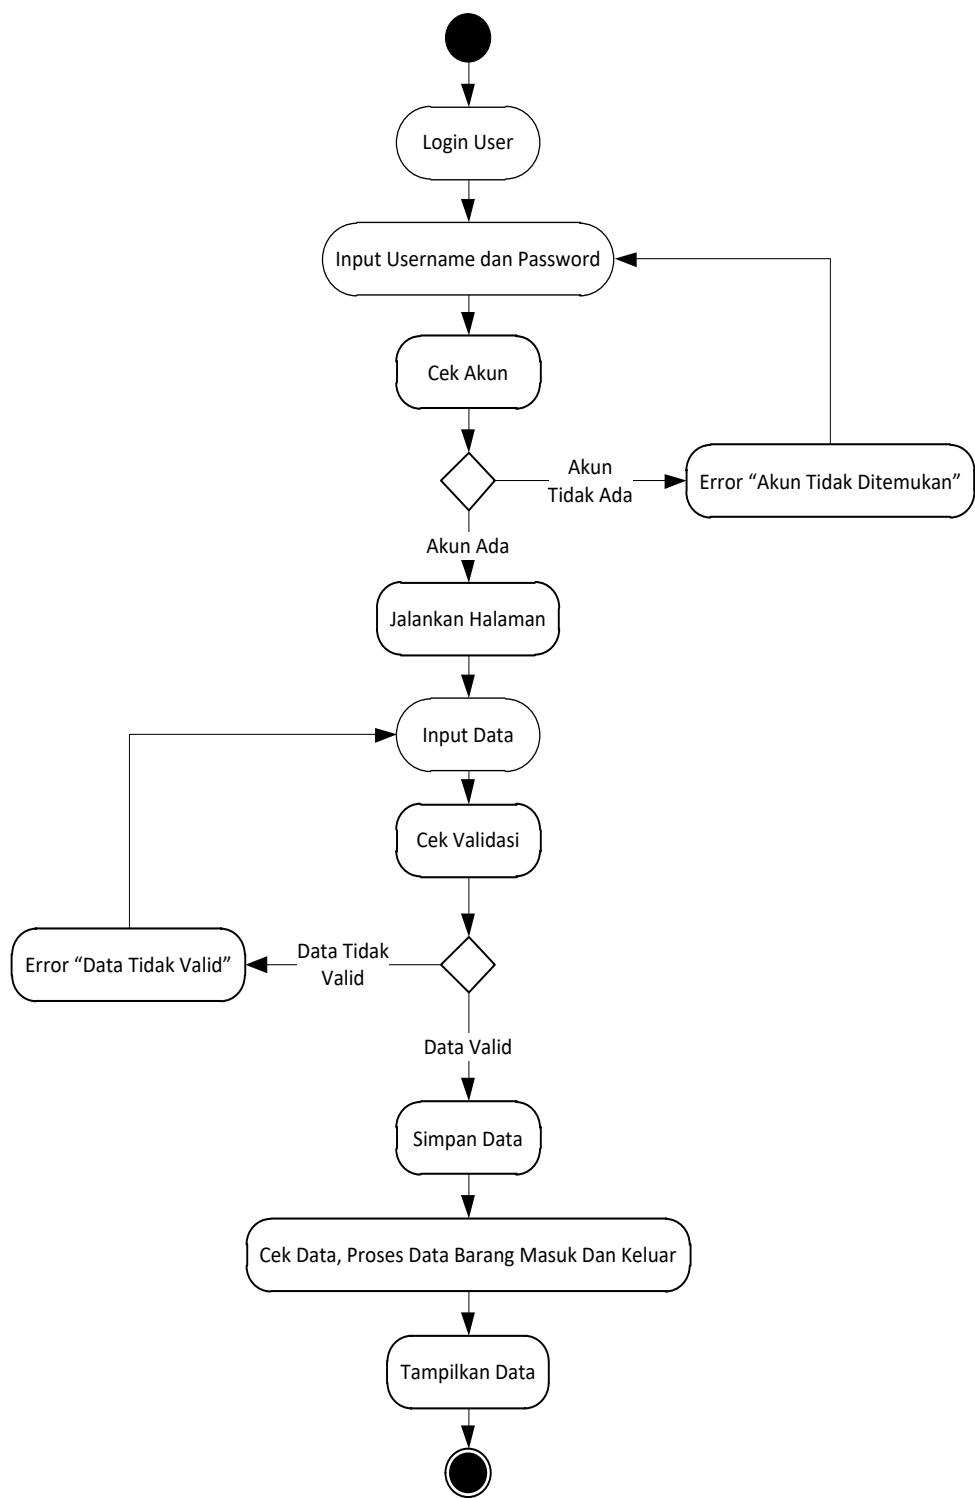 Login User
Input Username dan Password
Cek Akun
Akun
Tidak Ada
Error “Akun Tidak Ditemukan”
Akun Ada
Jalankan Halaman
Input Data
Cek Validasi
Error “Data Tidak Valid”
Data Tidak
Valid
Data Valid
Simpan Data
Cek Data, Proses Data Barang Masuk Dan Keluar
Tampilkan Data